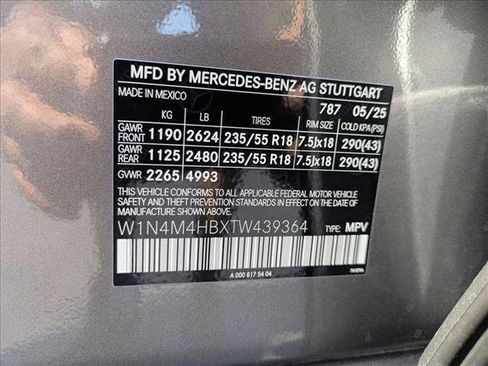 MFD BY MERCEDES-BENZ AG STUTTGART
MADE IN MEXICO 787 05/25
KG LB TIRES RIM SIZE COLD KPA(PSI)
GAWR FRONT 1190 2624 235/55 R18 7.5Jx18 290(43)
GAWR REAR 1125 2480 235/55 R18 7.5Jx18 290(43)
GVWR 2265 4993
THIS VEHICLE CONFORMS TO ALL APPLICABLE FEDERAL MOTOR VEHICLE
SAFETY AND THEFT PREVENTION STANDARDS IN EFFECT ON THE DATE
OF MANUFACTURE SHOWN ABOVE.
W1N4M4HBXTW439364 TYPE: MPV
A 000 817 54 04